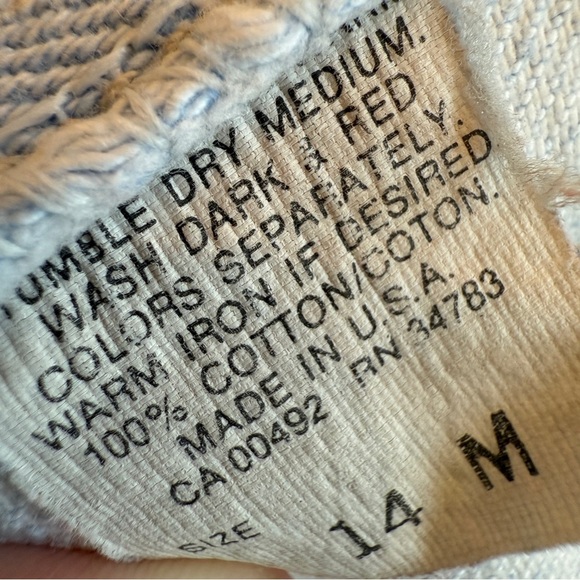 TUMBLE DRY MEDIUM.
WASH DARK & RED
COLORS SEPARATELY.
WARM IRON IF DESIRED
100% COTTON/COTON.
MADE IN U.S.A.
CA 00492 RN 34783
SIZE 14 M